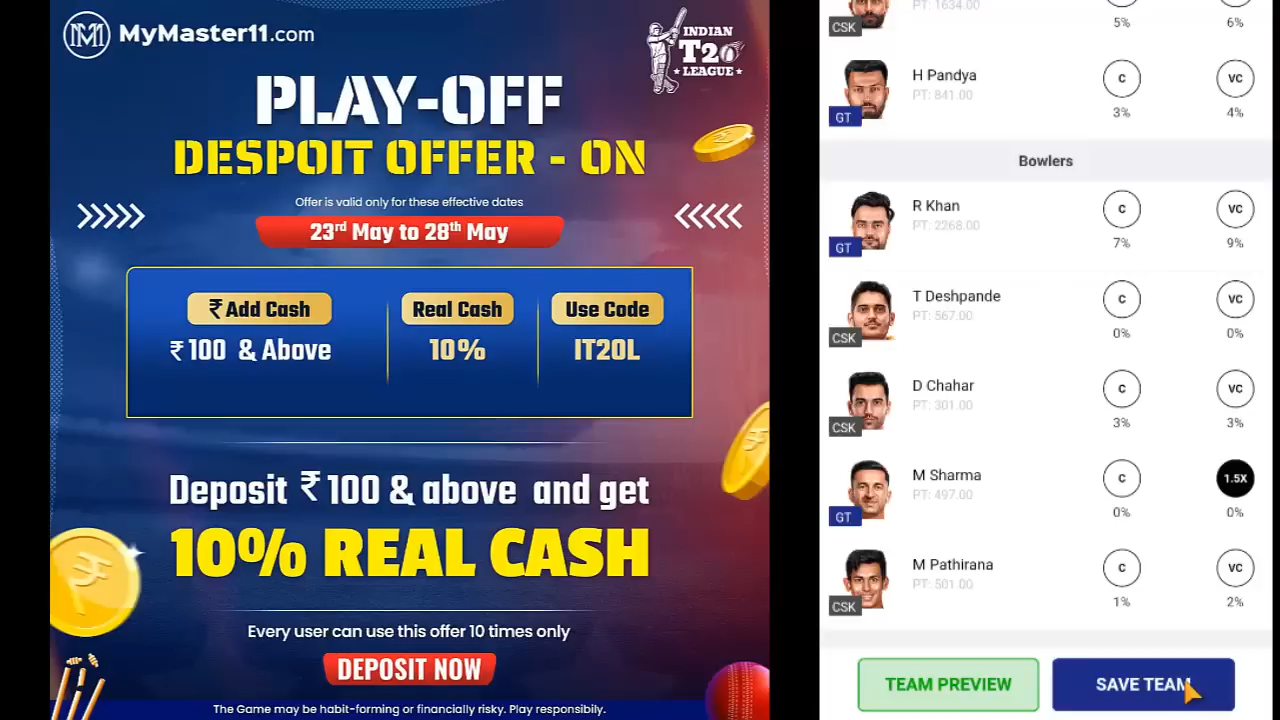 MyMaster11.com
INDIAN
T20
LEAGUE
PLAY-OFF
DESPOIT OFFER - ON
Offer is valid only for these effective dates
23rd May to 28th May
₹ Add Cash
₹ 100 & Above
Real Cash
10%
Use Code
IT20L
Deposit ₹ 100 & above and get
10% REAL CASH
Every user can use this offer 10 times only
DEPOSIT NOW
The Game may be habit-forming or financially risky. Play responsibily.
PT: 1634.00
CSK
5%
6%
H Pandya
PT: 841.00
GT
C
VC
3%
4%
Bowlers
R Khan
PT: 2268.00
GT
C
VC
7%
9%
T Deshpande
PT: 567.00
CSK
C
VC
0%
0%
D Chahar
PT: 301.00
CSK
C
VC
3%
3%
M Sharma
PT: 497.00
GT
C
1.5X
0%
0%
M Pathirana
PT: 501.00
CSK
C
VC
1%
2%
TEAM PREVIEW
SAVE TEAM